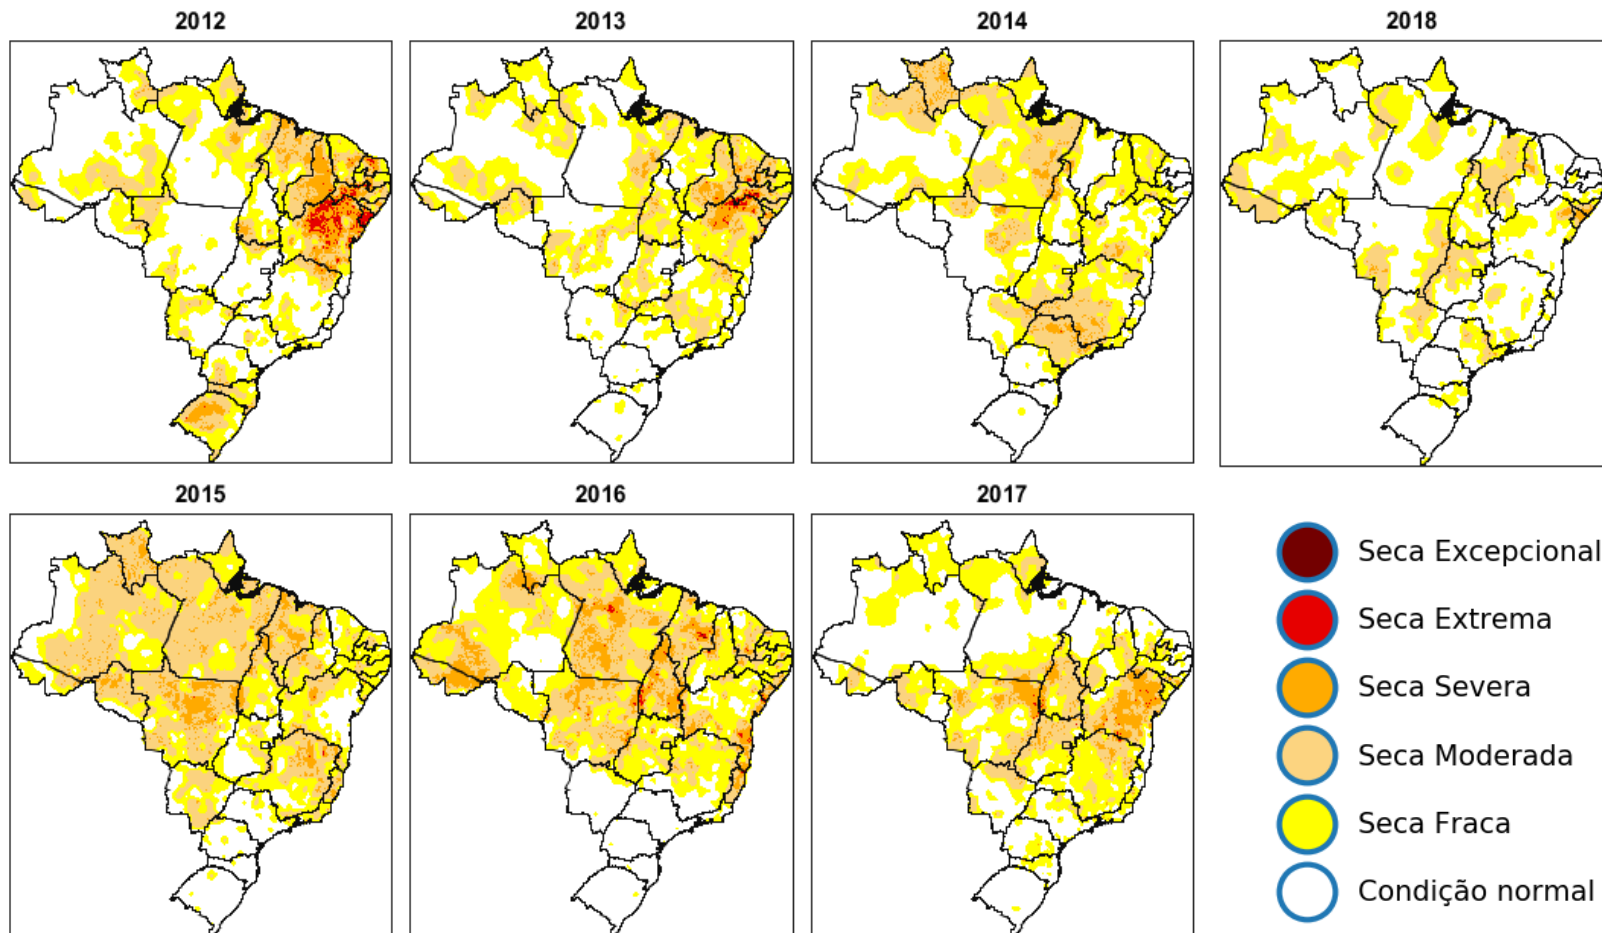 2012
2013
2014
2018
2015
2016
2017
Seca Excepcional
Seca Extrema
Seca Severa
Seca Moderada
Seca Fraca
Condição normal